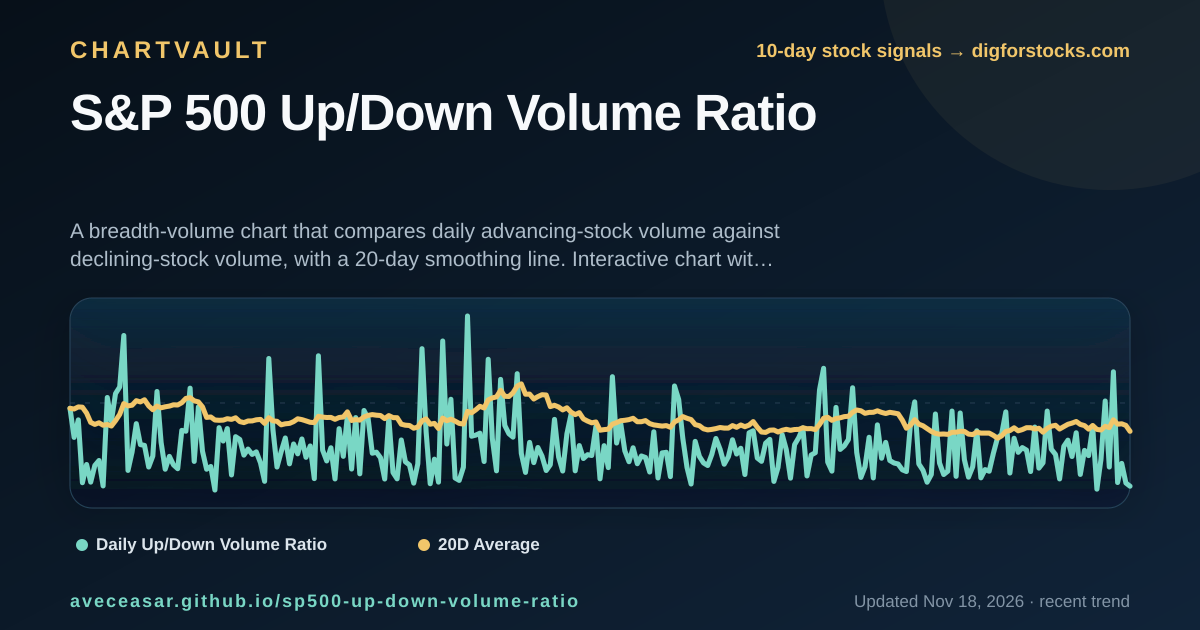 CHARTVAULT
10-day stock signals → digforstocks.com
S&P 500 Up/Down Volume Ratio
A breadth-volume chart that compares daily advancing-stock volume against
declining-stock volume, with a 20-day smoothing line. Interactive chart wit…
Daily Up/Down Volume Ratio
20D Average
aveceasar.github.io/sp500-up-down-volume-ratio
Updated Nov 18, 2026 · recent trend